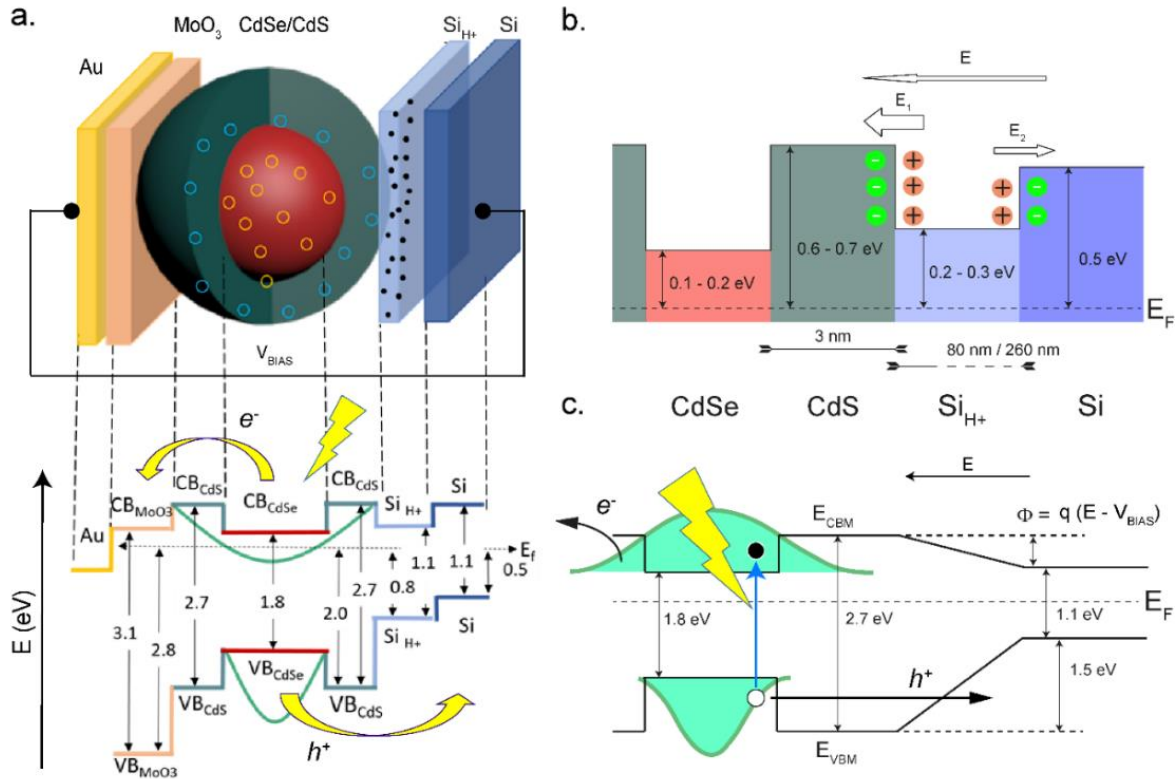 a.
MoO3 CdSe/CdS SiH+ Si
Au
VBIAS
e-
CBCdS CBCdS
CBMoO3 CBCdSe Si H+ Si
Au
Ef
E (eV)
3.1
2.8
2.7
1.8
2.0
2.7
0.8
1.1
1.1
0.5
Si H+
Si
VBCdSe
VBCdS VBCdS
VBMoO3
h+
b.
E
E1
E2
- + + -
- + + -
- + + -
0.1 - 0.2 eV
0.6 - 0.7 eV
0.2 - 0.3 eV
0.5 eV
EF
3 nm
80 nm / 260 nm
c.
CdSe CdS SiH+ Si
E
e-
ECBM
Φ = q (E - VBIAS)
EF
1.8 eV
2.7 eV
1.1 eV
1.5 eV
h+
EVBM